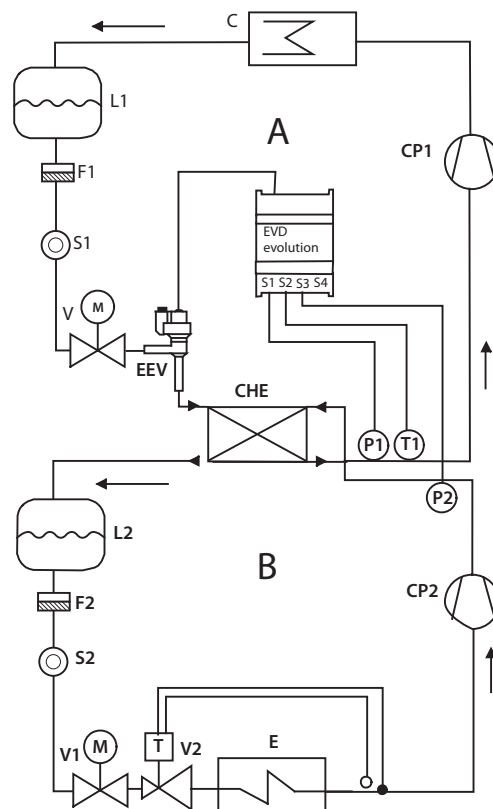 C
L1
A
CP1
F1
EVD
evolution
S1 S2 S3 S4
S1
V
M
EEV
CHE
P1
T1
P2
L2
B
CP2
F2
S2
E
V1
M
T
V2